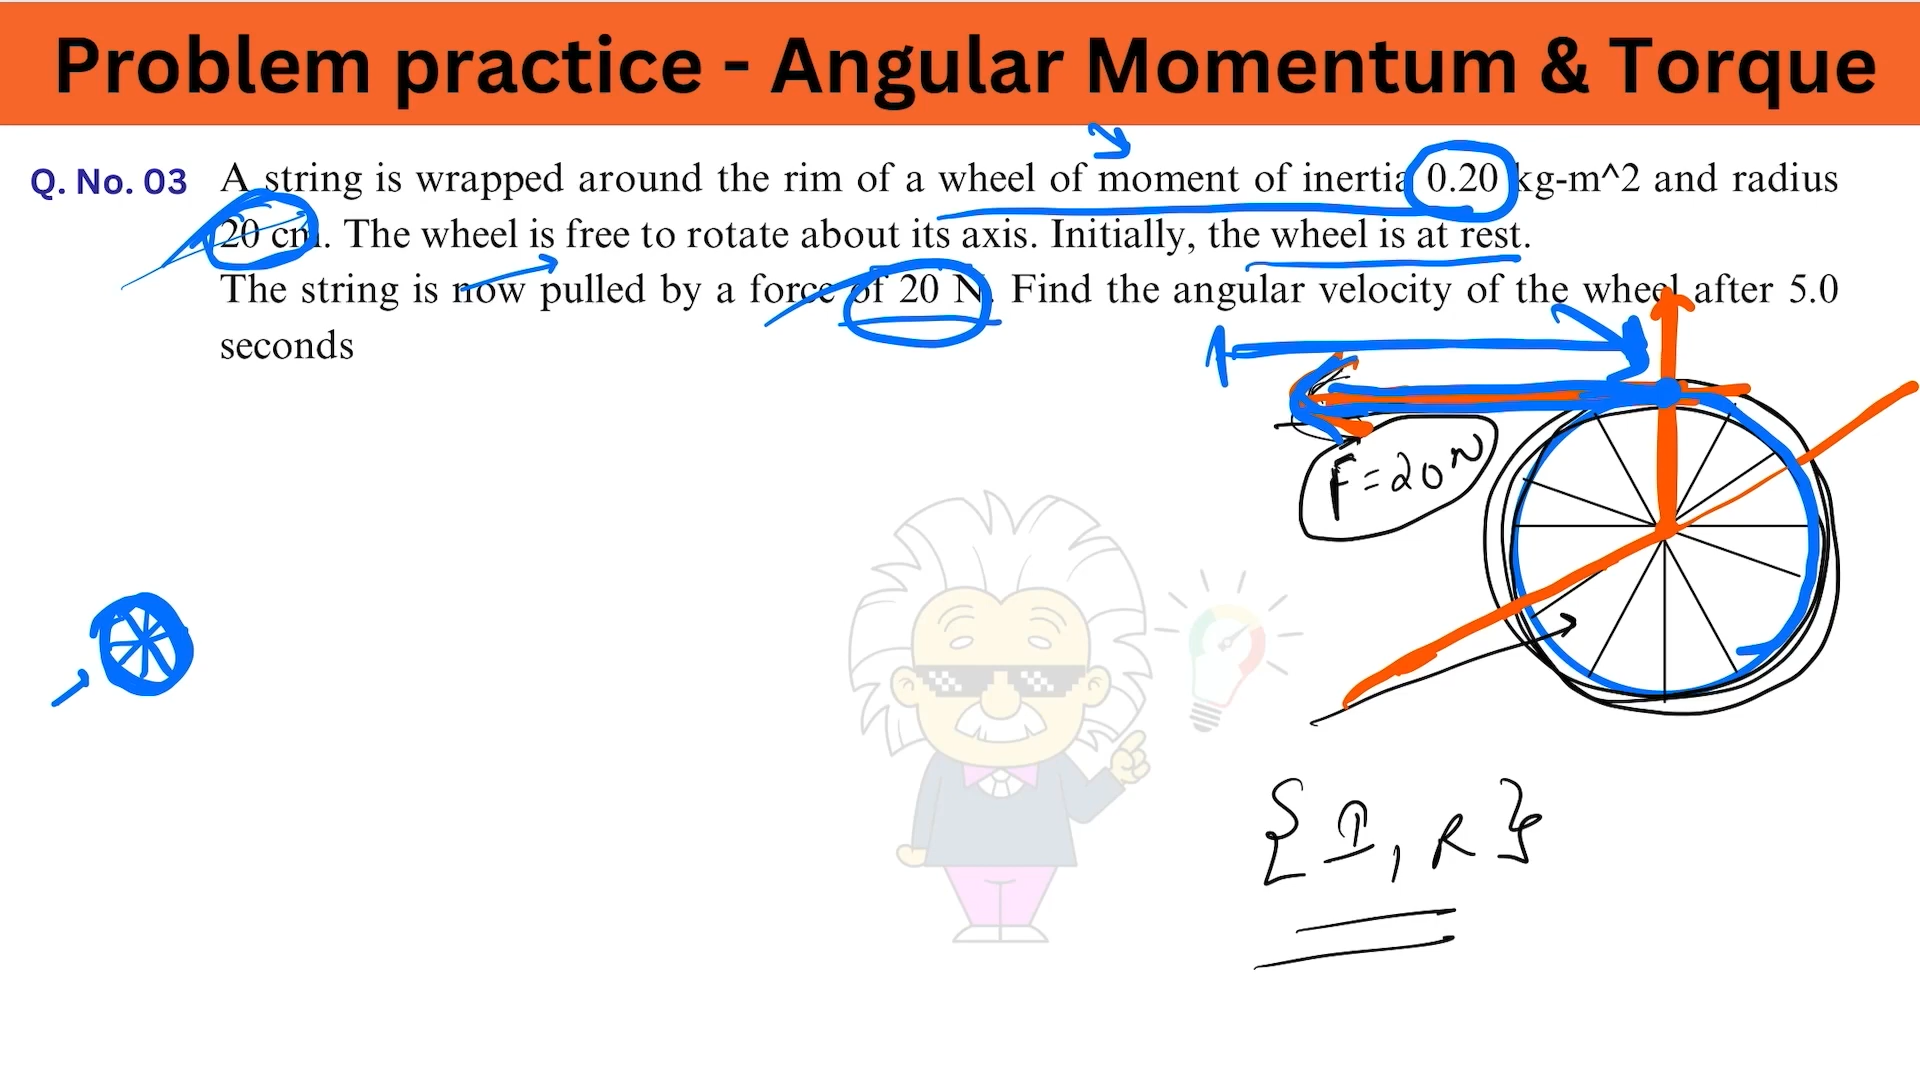 Problem practice - Angular Momentum & Torque
Q. No. 03 A string is wrapped around the rim of a wheel of moment of inertia 0.20 kg-m^2 and radius
20 cm. The wheel is free to rotate about its axis. Initially, the wheel is at rest.
The string is now pulled by a force of 20 N. Find the angular velocity of the wheel after 5.0
seconds
F = 20 N
{ I, R }